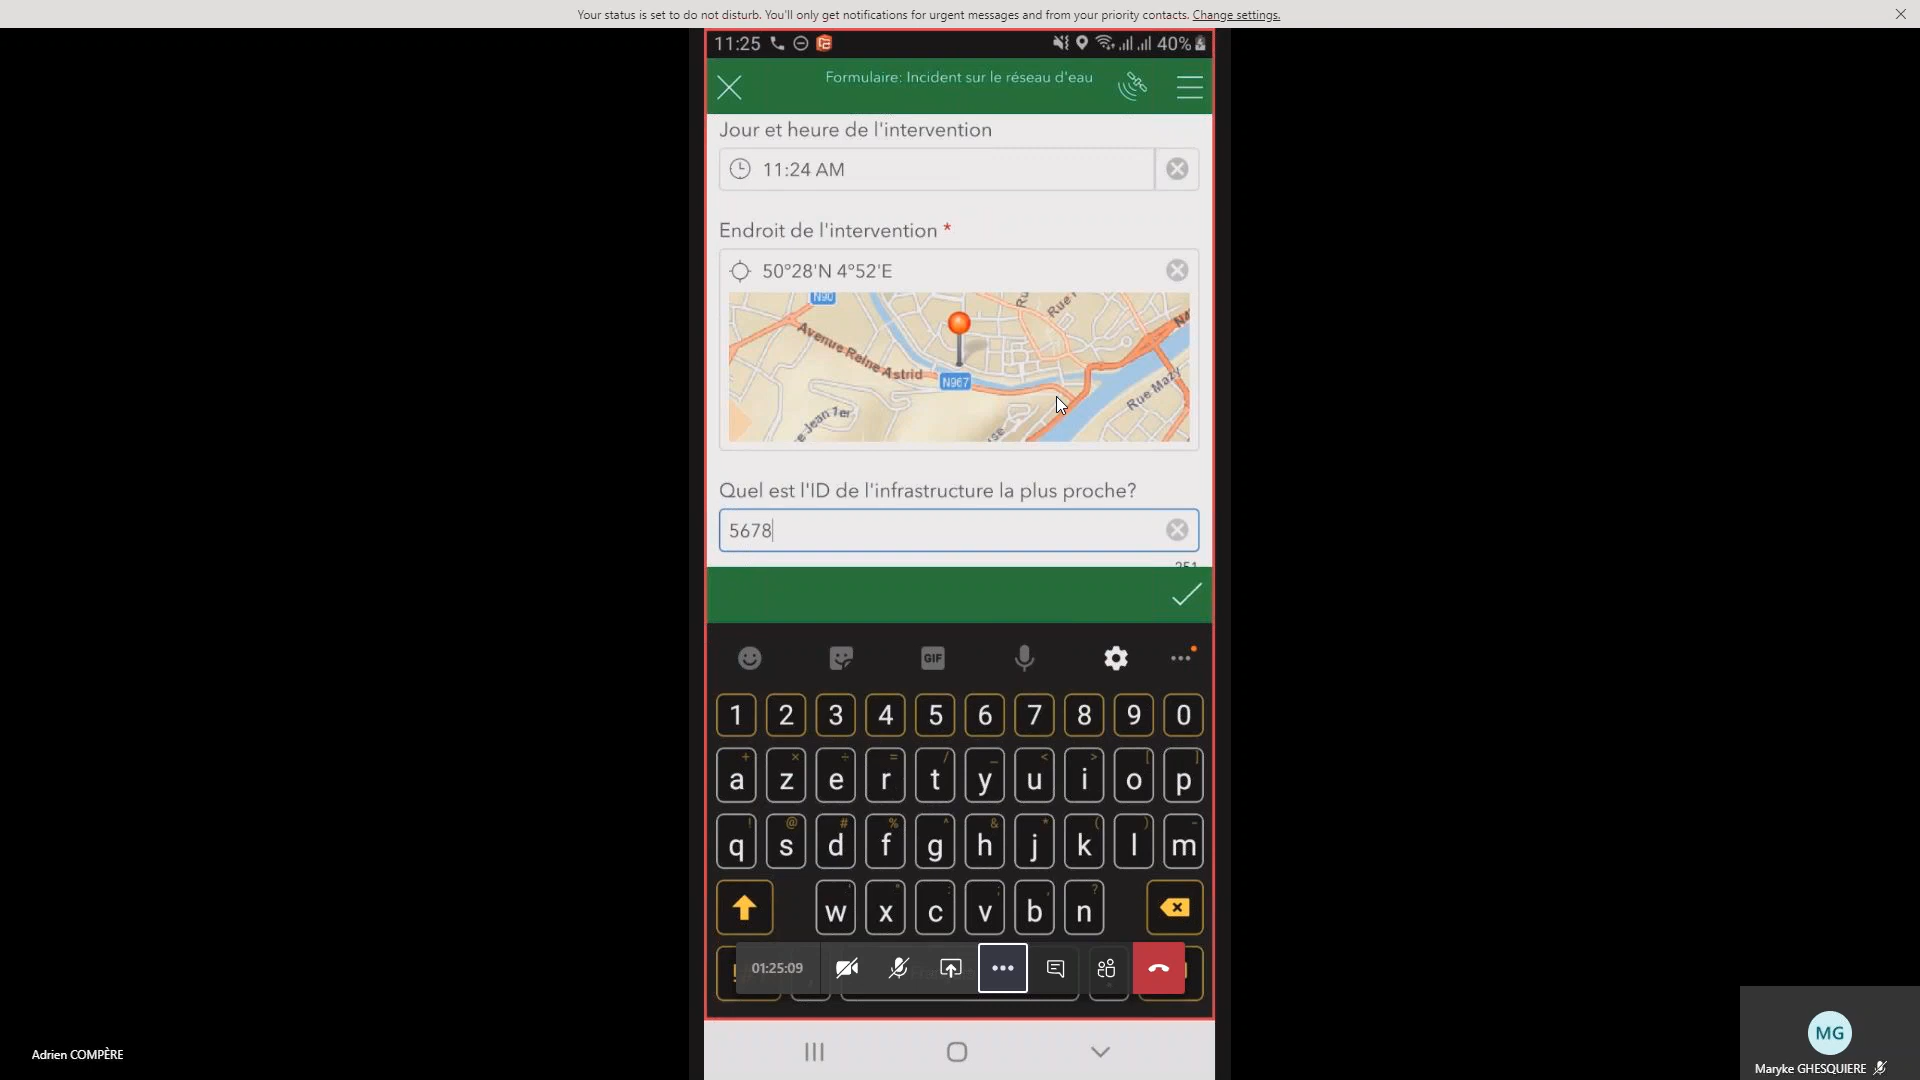 Your status is set to do not disturb. You'll only get notifications for urgent messages and from your priority contacts. Change settings.
11:25 40%
Formulaire: Incident sur le réseau d'eau
Jour et heure de l'intervention
11:24 AM
Endroit de l'intervention *
50°28'N 4°52'E
N90
Avenue Reine Astrid
N967
Rue Mazy
Jean 1er
Quel est l'ID de l'infrastructure la plus proche?
5678
GIF
1 2 3 4 5 6 7 8 9 0
a z e r t y u i o p
q s d f g h j k l m
w x c v b n
01:25:09
Adrien COMPÈRE
MG
Maryke GHESQUIERE